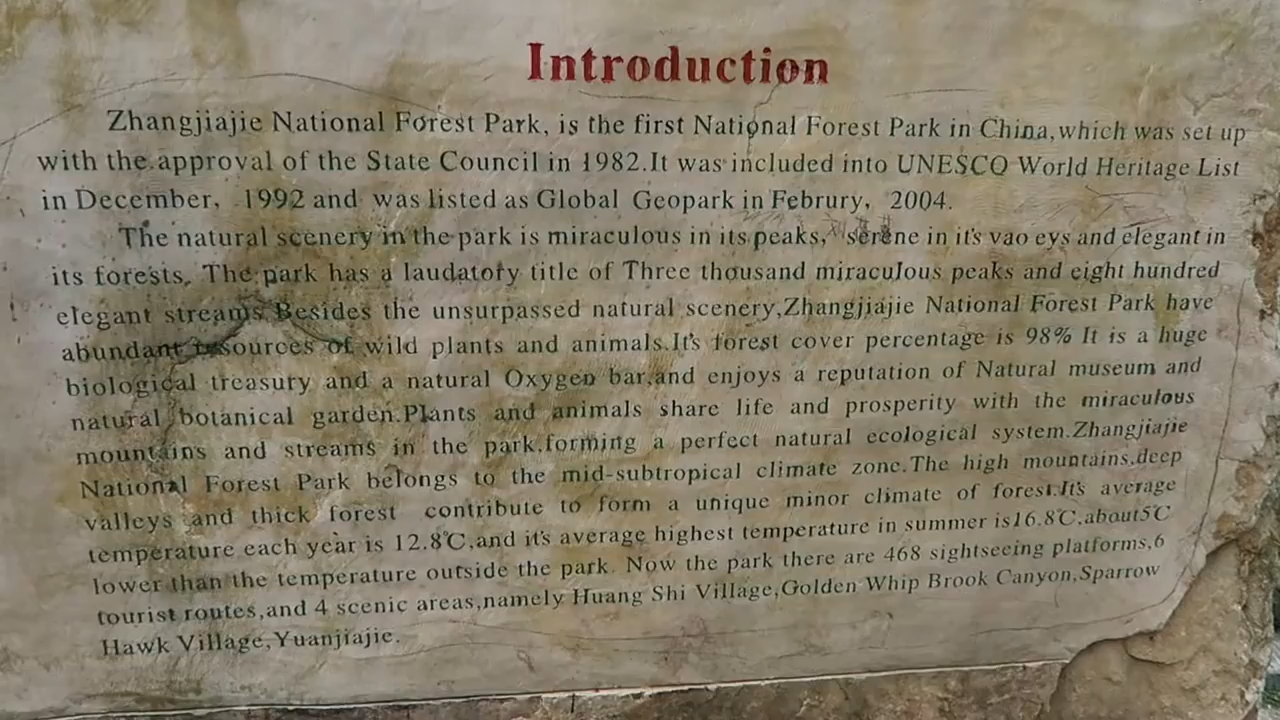 Introduction
Zhangjiajie National Forest Park, is the first National Forest Park in China,which was set up
with the approval of the State Council in 1982.It was included into UNESCO World Heritage List
in December, 1992 and was listed as Global Geopark in Februry, 2004.
The natural scenery in the park is miraculous in its peaks, serene in it's va eys and elegant in
its forests, The park has a laudatory title of Three thousand miraculous peaks and eight hundred
elegant streams Besides the unsurpassed natural scenery,Zhangjiajie National Forest Park have
abundant resources of wild plants and animals.It's forest cover percentage is 98% It is a huge
biological treasury and a natural Oxygen bar,and enjoys a reputation of Natural museum and
natural botanical garden.Plants and animals share life and prosperity with the miraculous
mountains and streams in the park,forming a perfect natural ecological system.Zhangjiajie
National Forest Park belongs to the mid-subtropical climate zone.The high mountains,deep
valleys and thick forest contribute to form a unique minor climate of forest.It's average
temperature each year is 12.8℃,and it's average highest temperature in summer is16.8℃,about5℃
lower than the temperature outside the park. Now the park there are 468 sightseeing platforms,6
tourist routes,and 4 scenic areas,namely Huang Shi Village,Golden Whip Brook Canyon,Sparrow
Hawk Village,Yuanjiajie.